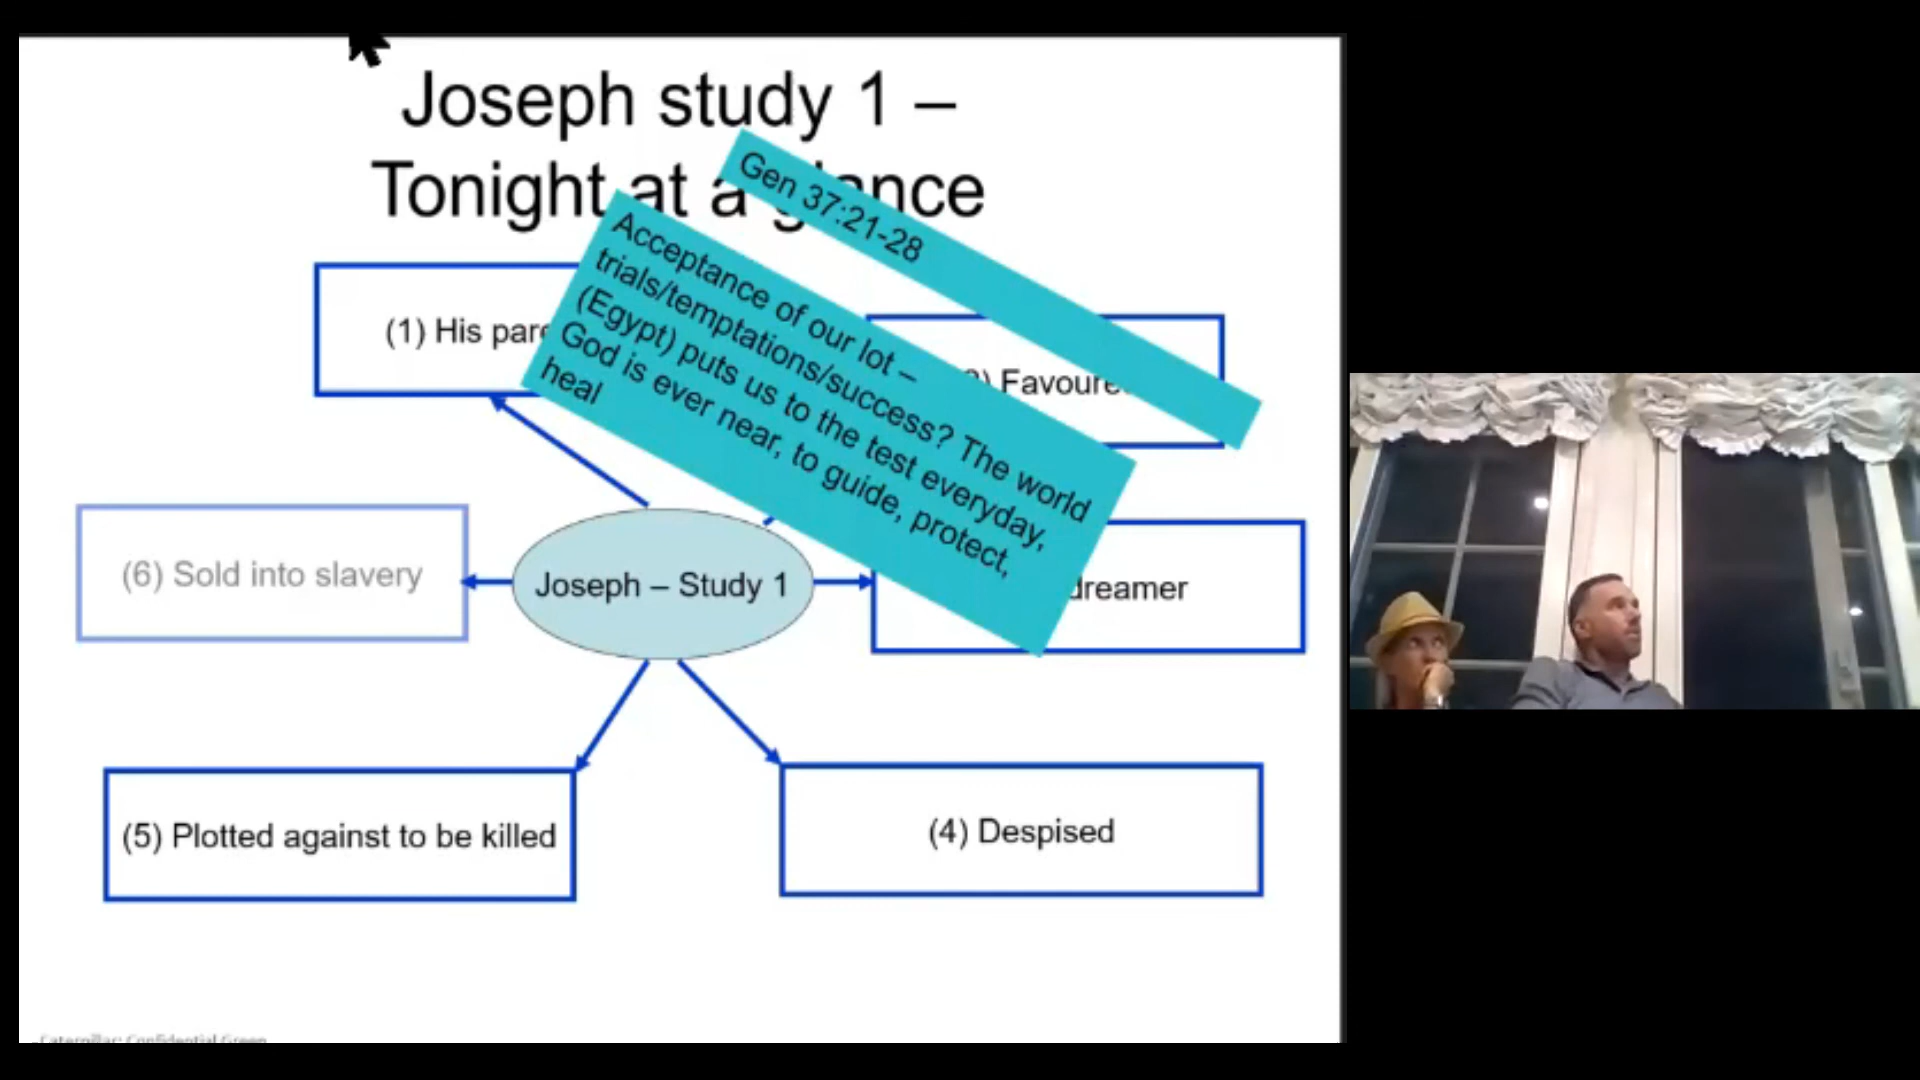 Joseph study 1 –
Tonight at a glance
Gen 37:21-28
Acceptance of our lot –
trials/temptations/success? The world
(Egypt) puts us to the test everyday,
God is ever near, to guide, protect,
heal
(1) His pare
) Favoure
(6) Sold into slavery
Joseph – Study 1
dreamer
(5) Plotted against to be killed
(4) Despised
Caterpillar: Confidential Green